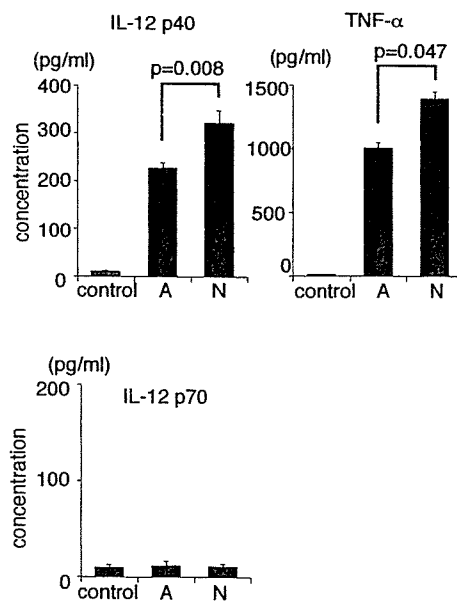 IL-12 p40
(pg/ml)
p=0.008
400
300
200
100
0
concentration
control A N
TNF-α
(pg/ml)
p=0.047
1500
1000
500
0
control A N
(pg/ml)
IL-12 p70
200
100
0
concentration
control A N